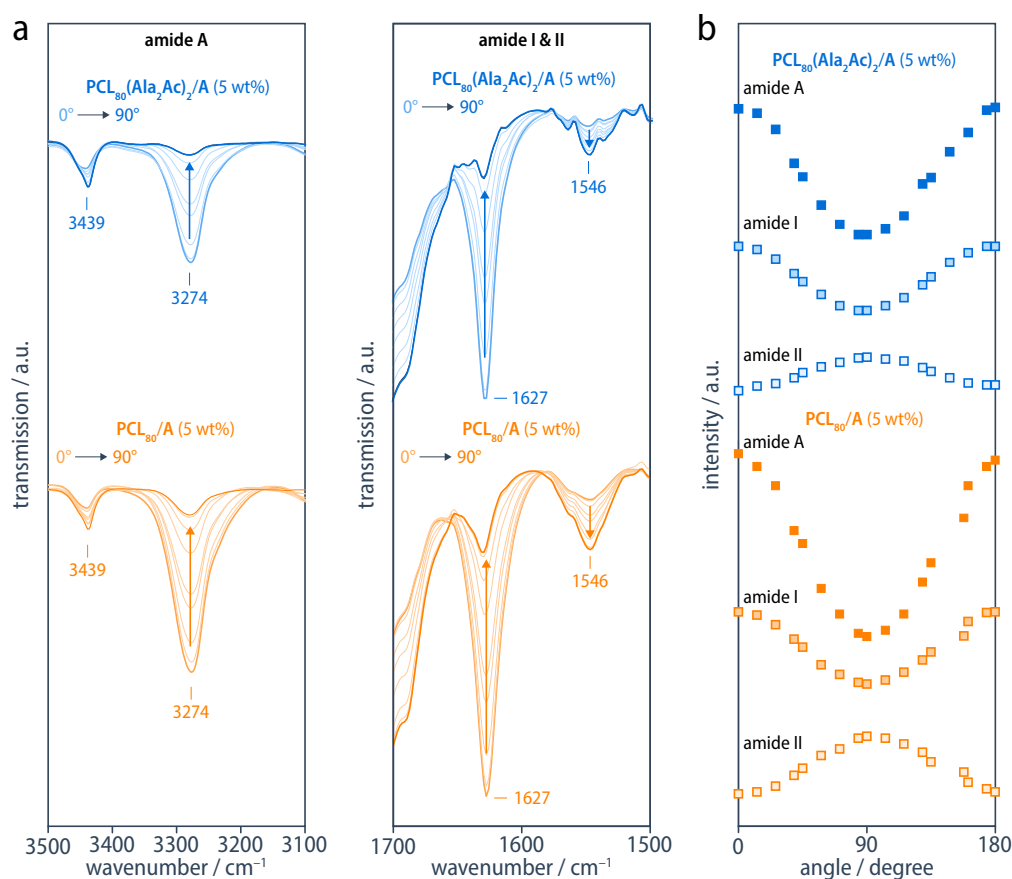 a
amide A
PCL₈₀(Ala₂Ac)₂/A (5 wt%)
0° → 90°
3439
3274
PCL₈₀/A (5 wt%)
0° → 90°
3439
3274
transmission / a.u.
3500 3400 3300 3200 3100
wavenumber / cm⁻¹
amide I & II
PCL₈₀(Ala₂Ac)₂/A (5 wt%)
0° → 90°
1546
1627
PCL₈₀/A (5 wt%)
0° → 90°
1546
1627
transmission / a.u.
1700 1600 1500
wavenumber / cm⁻¹
b
PCL₈₀(Ala₂Ac)₂/A (5 wt%)
amide A
amide I
amide II
PCL₈₀/A (5 wt%)
amide A
amide I
amide II
intensity / a.u.
0 90 180
angle / degree